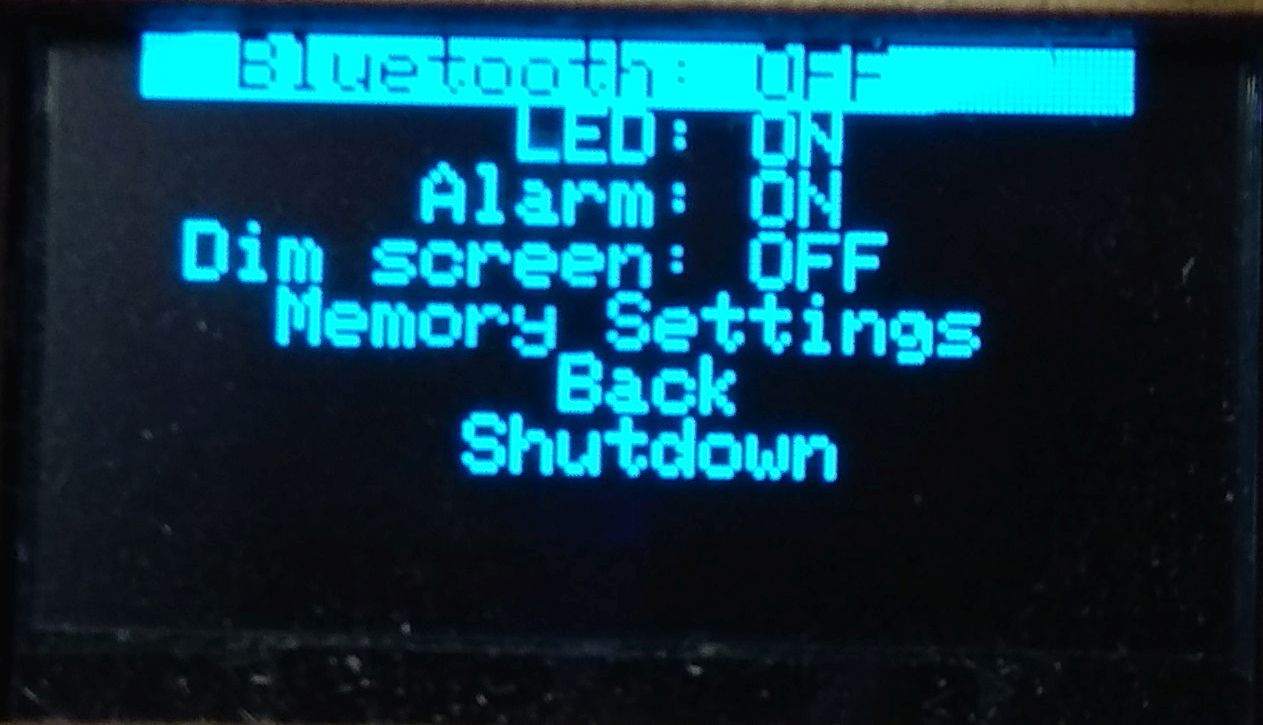 Bluetooth: OFF
LED: ON
Alarm: ON
Dim screen: OFF
Memory Settings
Back
Shutdown